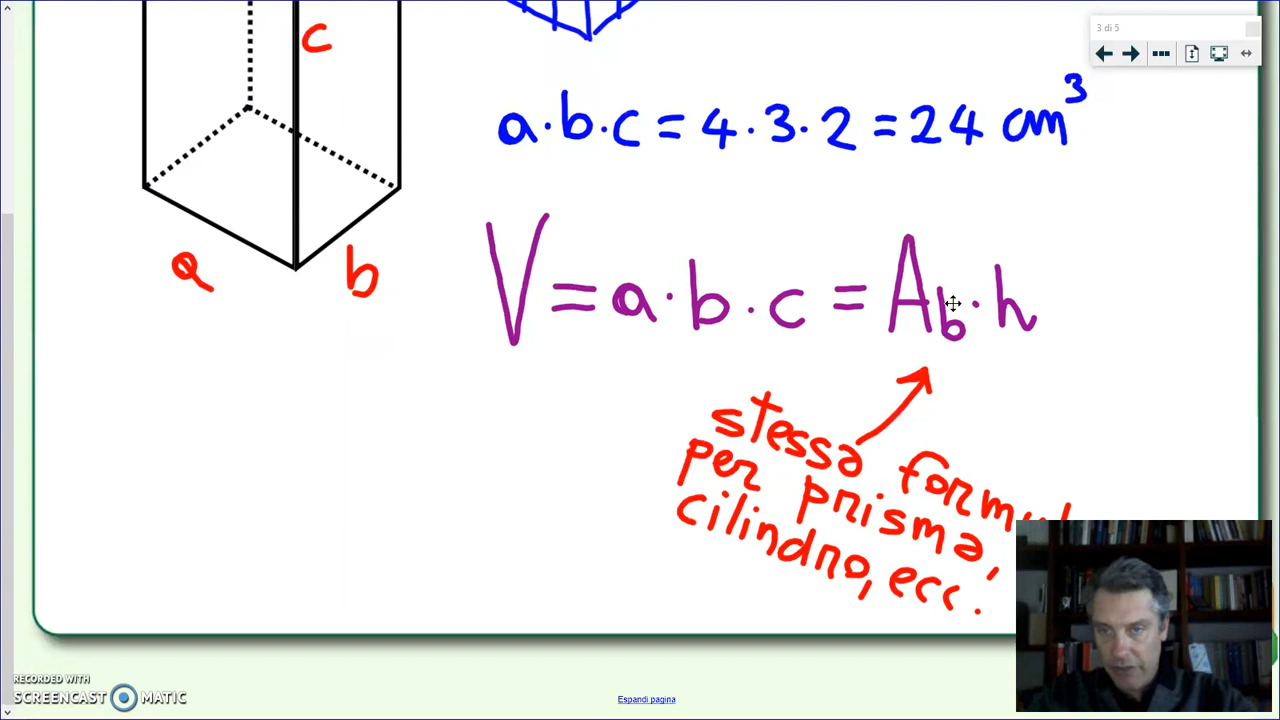 c
3 di 5
a·b·c = 4·3·2 = 24 cm³
a
b
V = a·b·c = Ab·h
stessa
per prisma,
cilindro, ecc.
RECORDED WITH
SCREENCAST MATIC
Espandi pagina